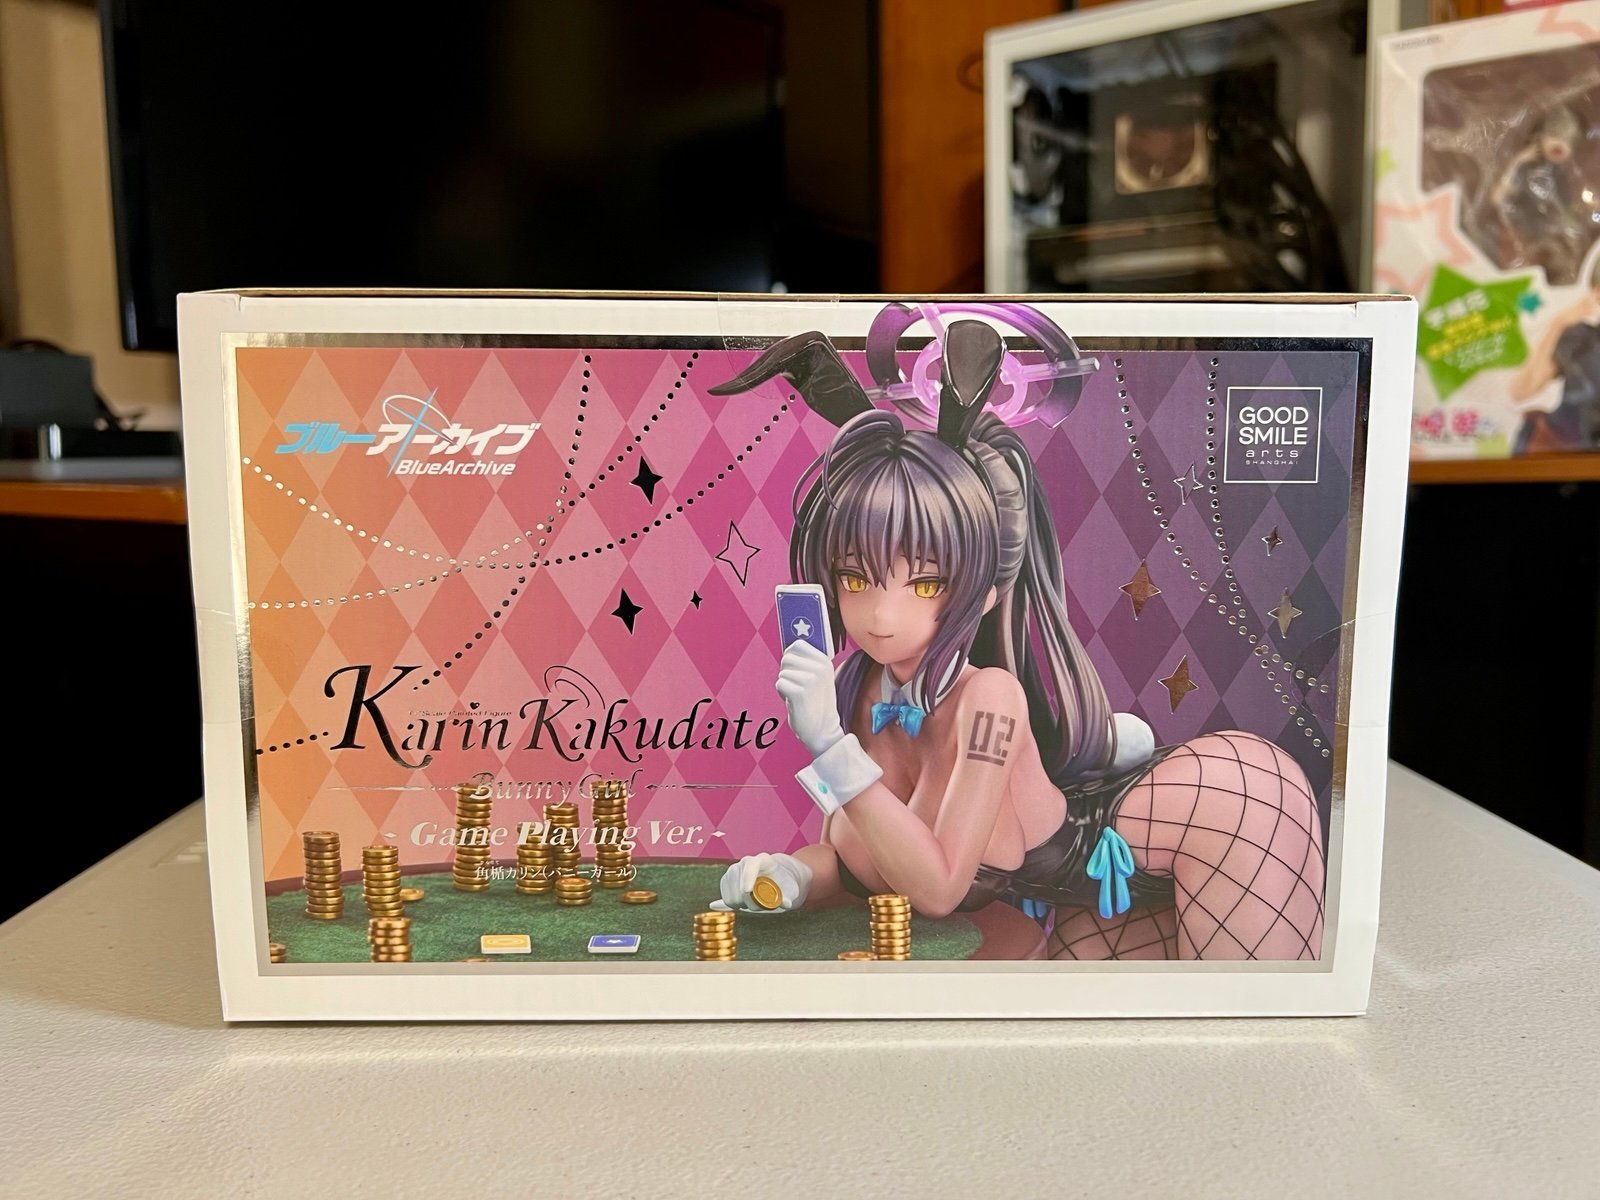 ブルーアーカイブ
BlueArchive
GOOD
SMILE
arts
SHANGHAI
02
Karin Kakudate
Bunny Girl
Game Playing Ver.
角楯カリン(バニーガール)